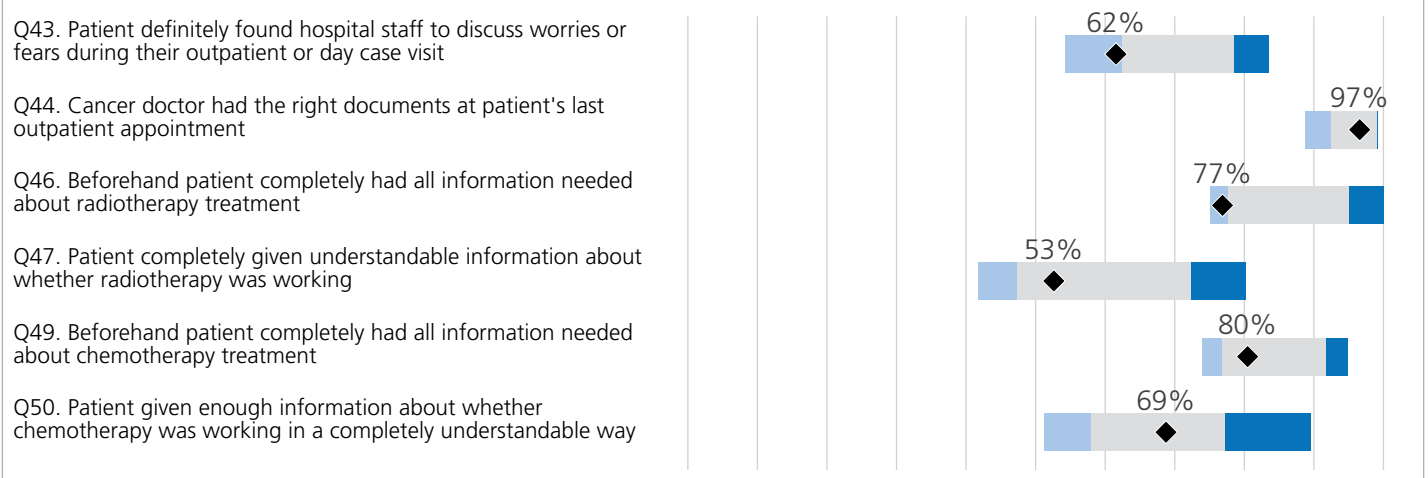 Q43. Patient definitely found hospital staff to discuss worries or
fears during their outpatient or day case visit
62%
Q44. Cancer doctor had the right documents at patient's last
outpatient appointment
97%
Q46. Beforehand patient completely had all information needed
about radiotherapy treatment
77%
Q47. Patient completely given understandable information about
whether radiotherapy was working
53%
Q49. Beforehand patient completely had all information needed
about chemotherapy treatment
80%
Q50. Patient given enough information about whether
chemotherapy was working in a completely understandable way
69%